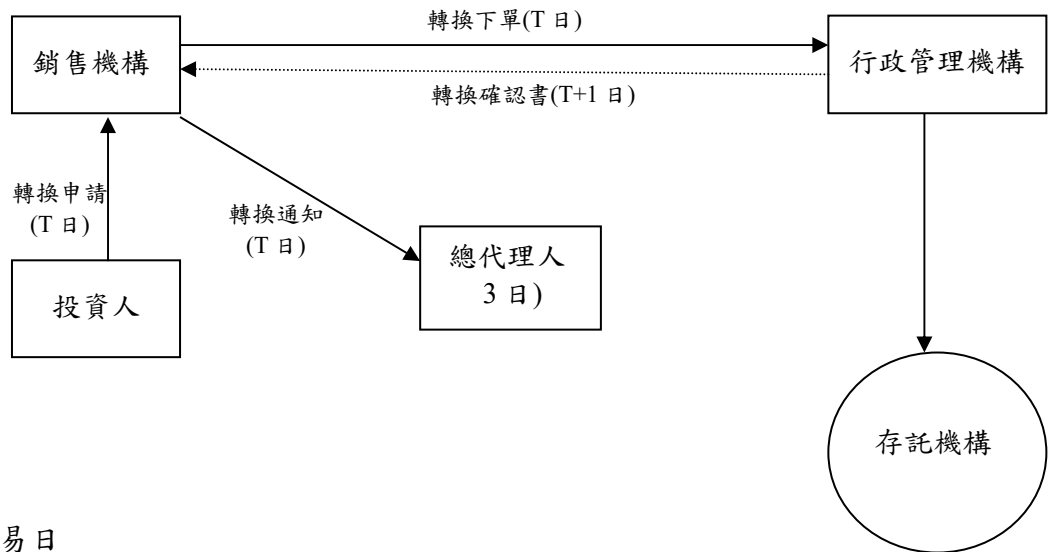 轉換下單(T 日)
銷售機構
行政管理機構
轉換確認書(T+1 日)
轉換申請
(T 日)
轉換通知
(T 日)
總代理人
3 日)
投資人
存託機構
易日